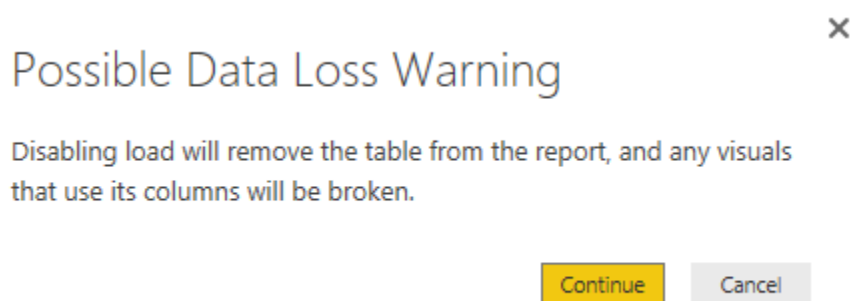 Possible Data Loss Warning
Disabling load will remove the table from the report, and any visuals
that use its columns will be broken.
Continue Cancel